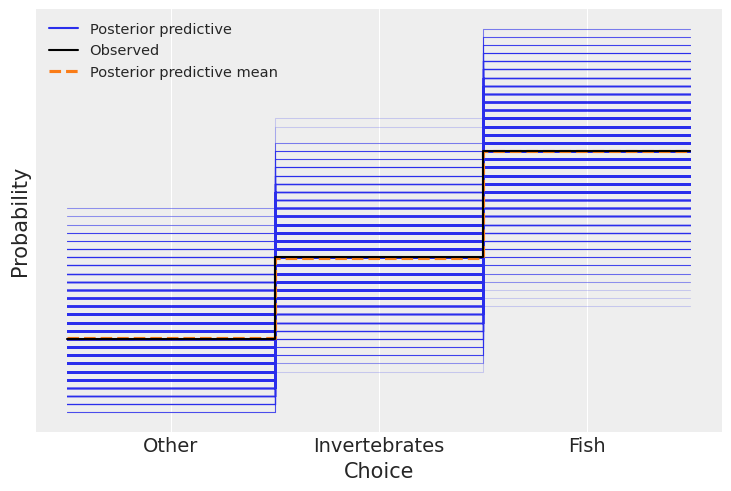 Posterior predictive
Observed
Posterior predictive mean
Probability
Other
Invertebrates
Fish
Choice